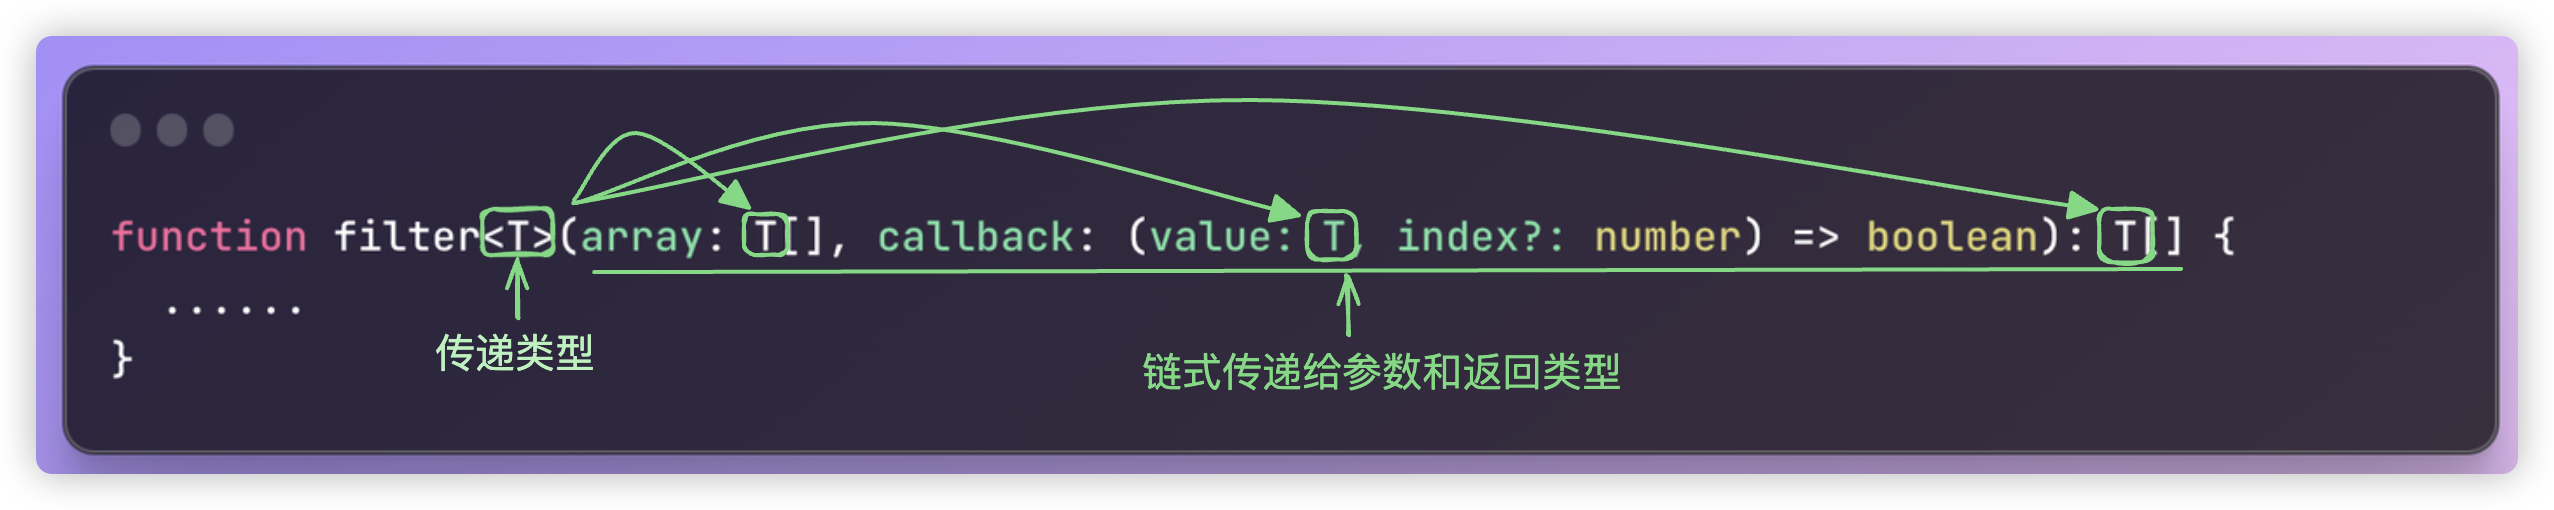 function filter<T>(array: T[], callback: (value: T, index?: number) => boolean): T[] {
......
}
传递类型
链式传递给参数和返回类型